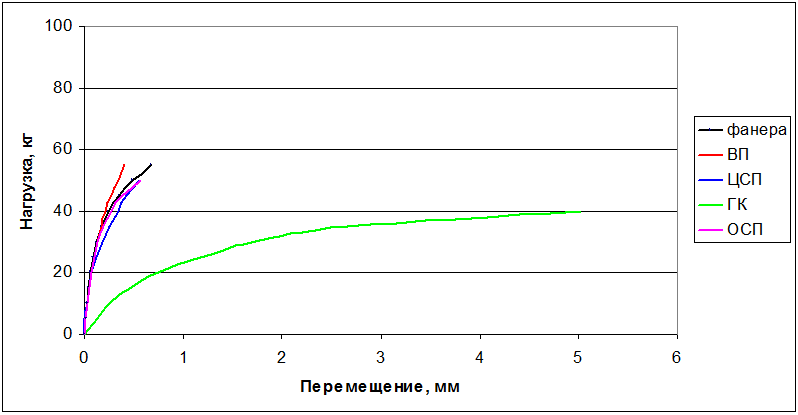 100
80
60
40
20
0
Нагрузка, кг
0 1 2 3 4 5 6
Перемещение, мм
фанера
ВП
ЦСП
ГК
ОСП